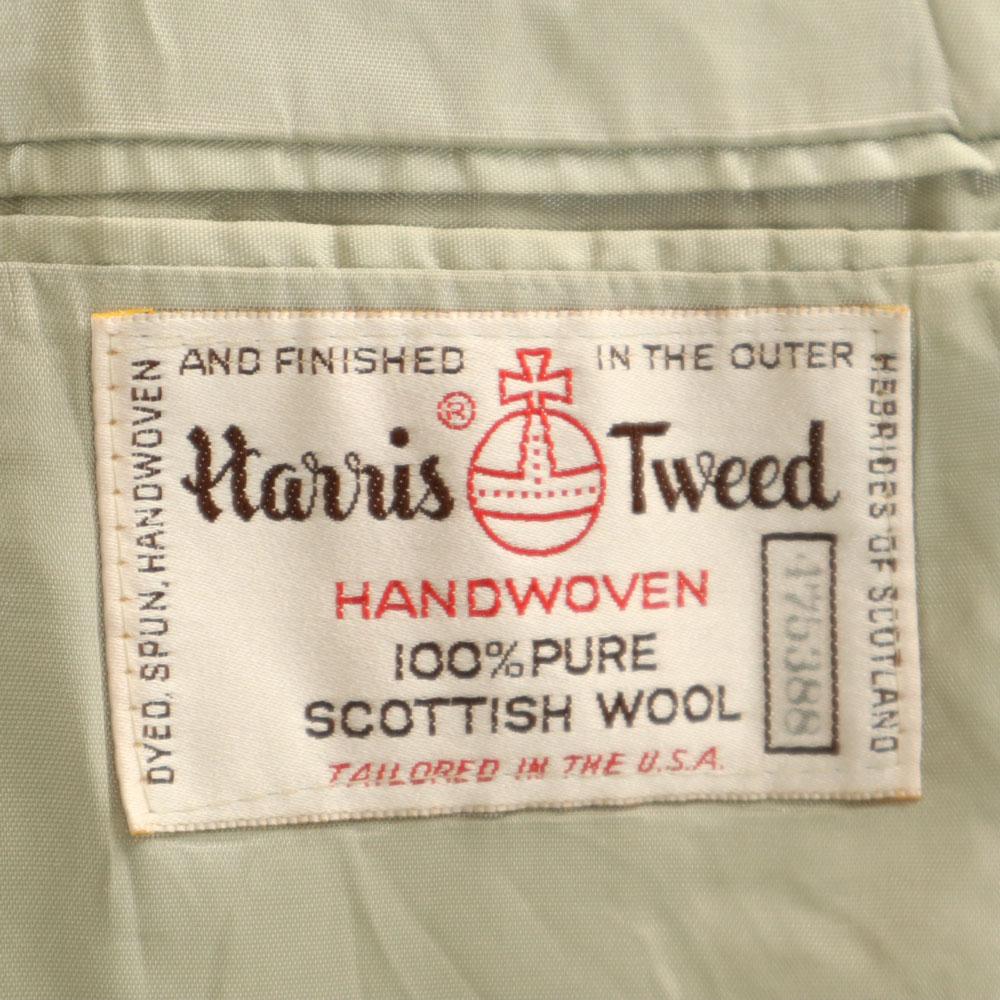 DYED, SPUN, HANDWOVEN
AND FINISHED
IN THE OUTER
HEBRIDES OF SCOTLAND
Harris Tweed
®
HANDWOVEN
100% PURE
SCOTTISH WOOL
TAILORED IN THE U.S.A.